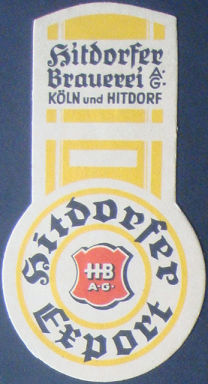 Hitdorfer
Brauerei A.-G.
KÖLN und HITDORF
Hitdorfer
HB
A.-G.
Export